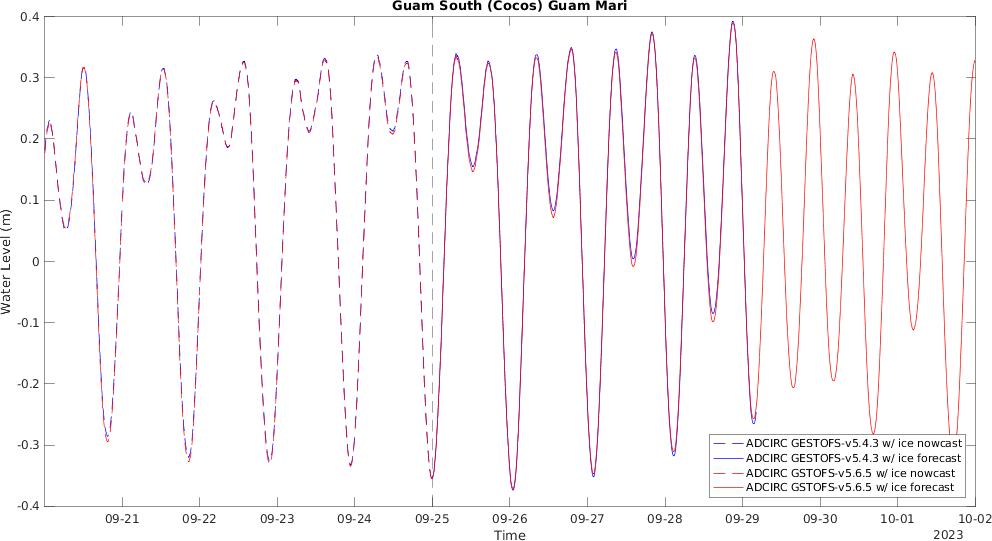 Guam South (Cocos) Guam Mari
0.4
0.3
0.2
0.1
0
-0.1
-0.2
-0.3
-0.4
Water Level (m)
ADCIRC GESTOFS-v5.4.3 w/ ice nowcast
ADCIRC GESTOFS-v5.4.3 w/ ice forecast
ADCIRC GSTOFS-v5.6.5 w/ ice nowcast
ADCIRC GSTOFS-v5.6.5 w/ ice forecast
09-21 09-22 09-23 09-24 09-25 09-26 09-27 09-28 09-29 09-30 10-01 10-02
Time
2023